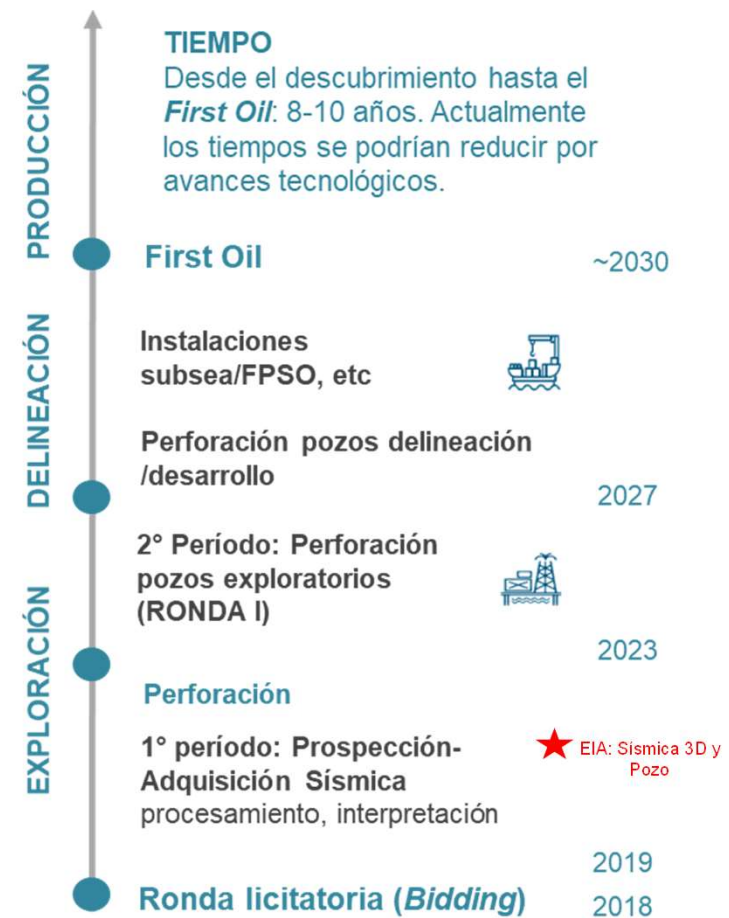 TIEMPO
Desde el descubrimiento hasta el
First Oil: 8-10 años. Actualmente
los tiempos se podrían reducir por
avances tecnológicos.
PRODUCCIÓN
First Oil
~2030
Instalaciones
subsea/FPSO, etc
DELINEACIÓN
Perforación pozos delineación
/desarrollo
2027
2° Período: Perforación
pozos exploratorios
(RONDA I)
2023
EXPLORACIÓN
Perforación
1° período: Prospección-
Adquisición Sísmica
procesamiento, interpretación
EIA: Sísmica 3D y
Pozo
2019
Ronda licitatoria (Bidding)
2018